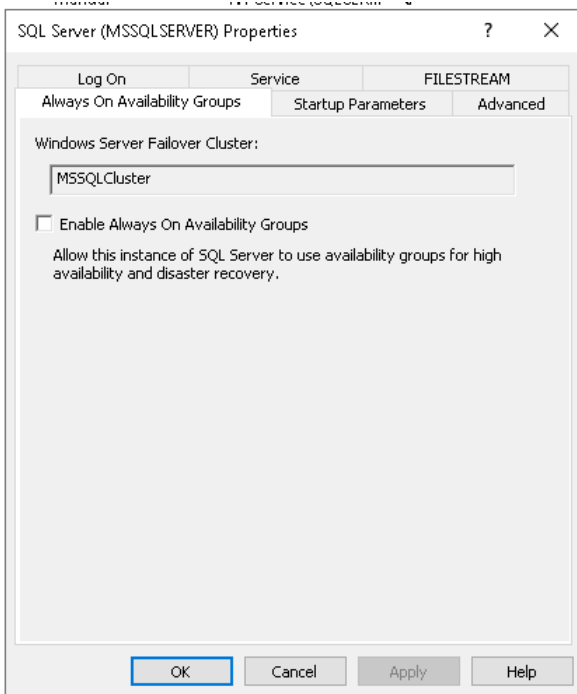 SQL Server (MSSQLSERVER) Properties ? ×
Log On Service FILESTREAM
Always On Availability Groups Startup Parameters Advanced
Windows Server Failover Cluster:
MSSQLCluster
Enable Always On Availability Groups
Allow this instance of SQL Server to use availability groups for high
availability and disaster recovery.
OK Cancel Apply Help